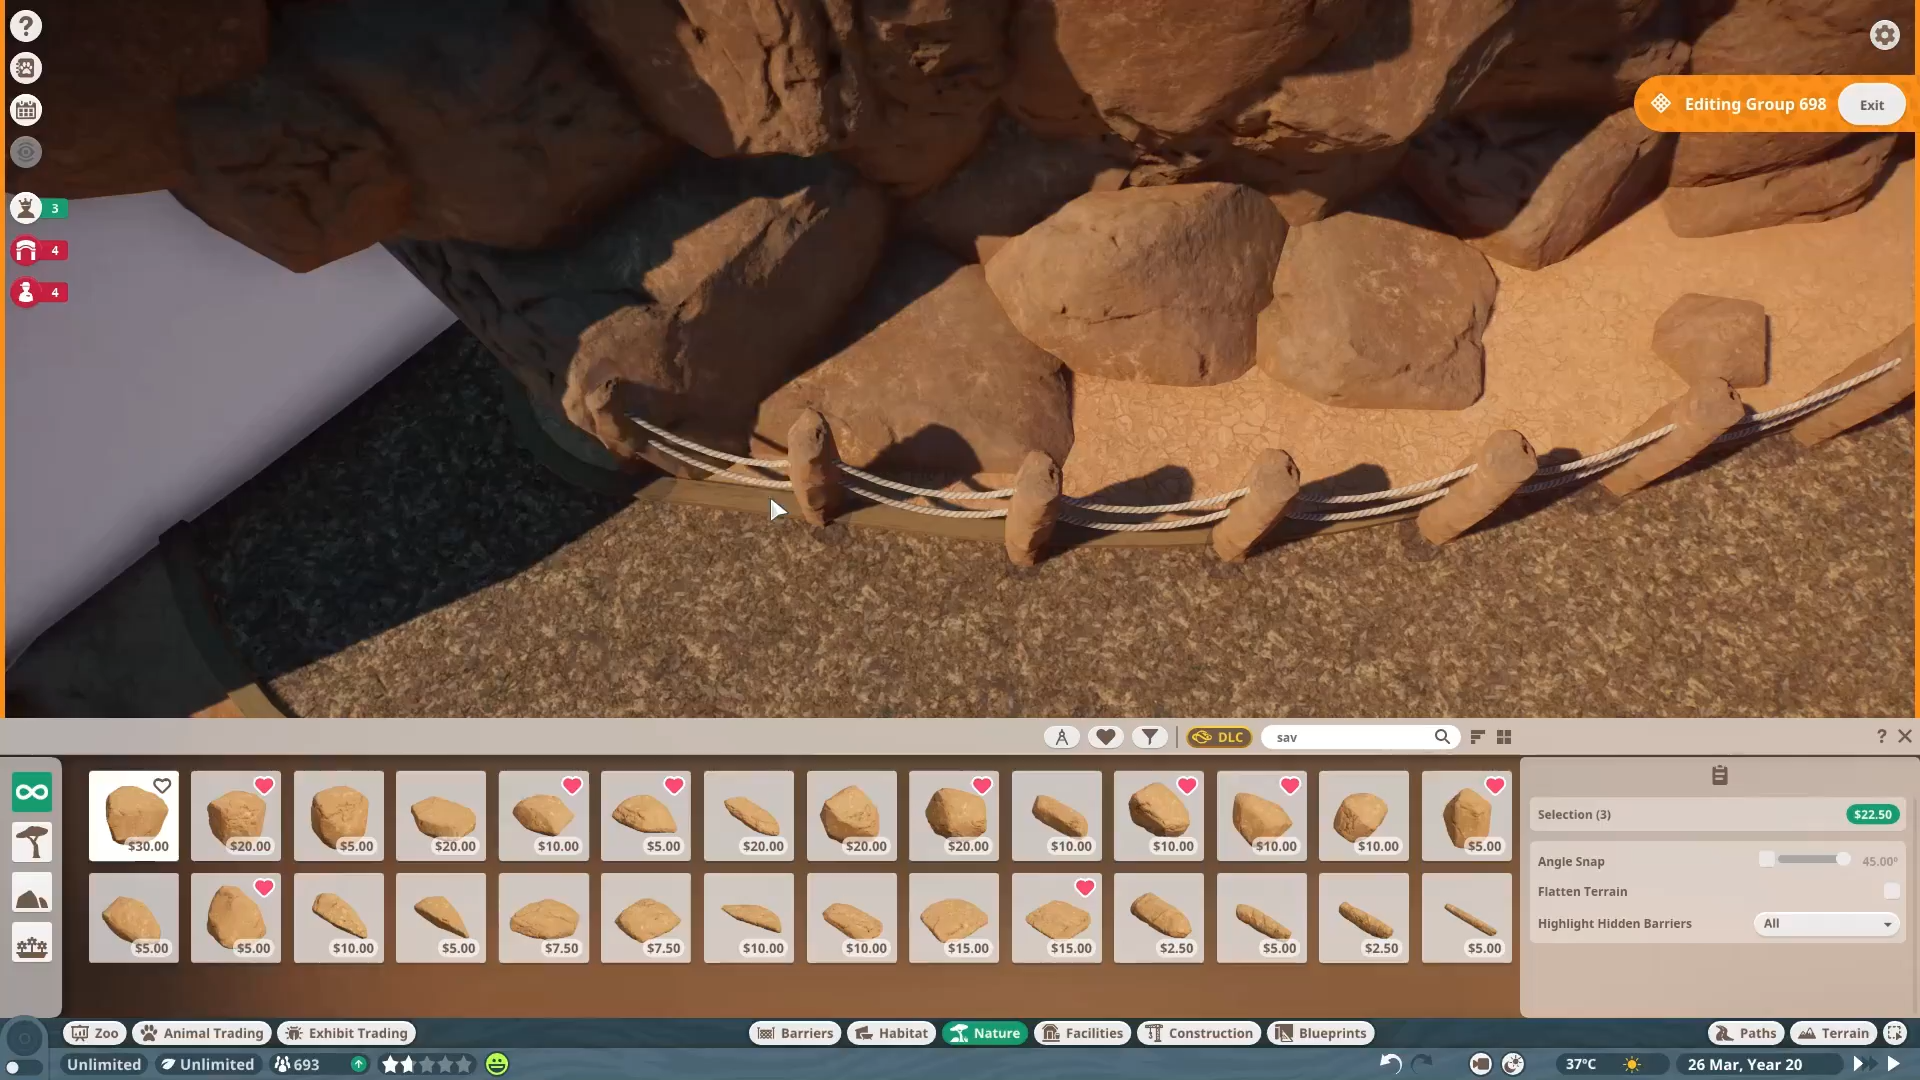 ?
Editing Group 698
Exit
3
4
4
DLC
sav
?
$30.00
$20.00
$5.00
$20.00
$10.00
$5.00
$20.00
$20.00
$20.00
$10.00
$10.00
$10.00
$10.00
$5.00
$5.00
$5.00
$10.00
$5.00
$7.50
$7.50
$10.00
$10.00
$15.00
$15.00
$2.50
$5.00
$2.50
$5.00
Selection (3)
$22.50
Angle Snap
45.00°
Flatten Terrain
Highlight Hidden Barriers
All
Zoo
Animal Trading
Exhibit Trading
Barriers
Habitat
Nature
Facilities
Construction
Blueprints
Paths
Terrain
Unlimited
Unlimited
693
37°C
26 Mar, Year 20